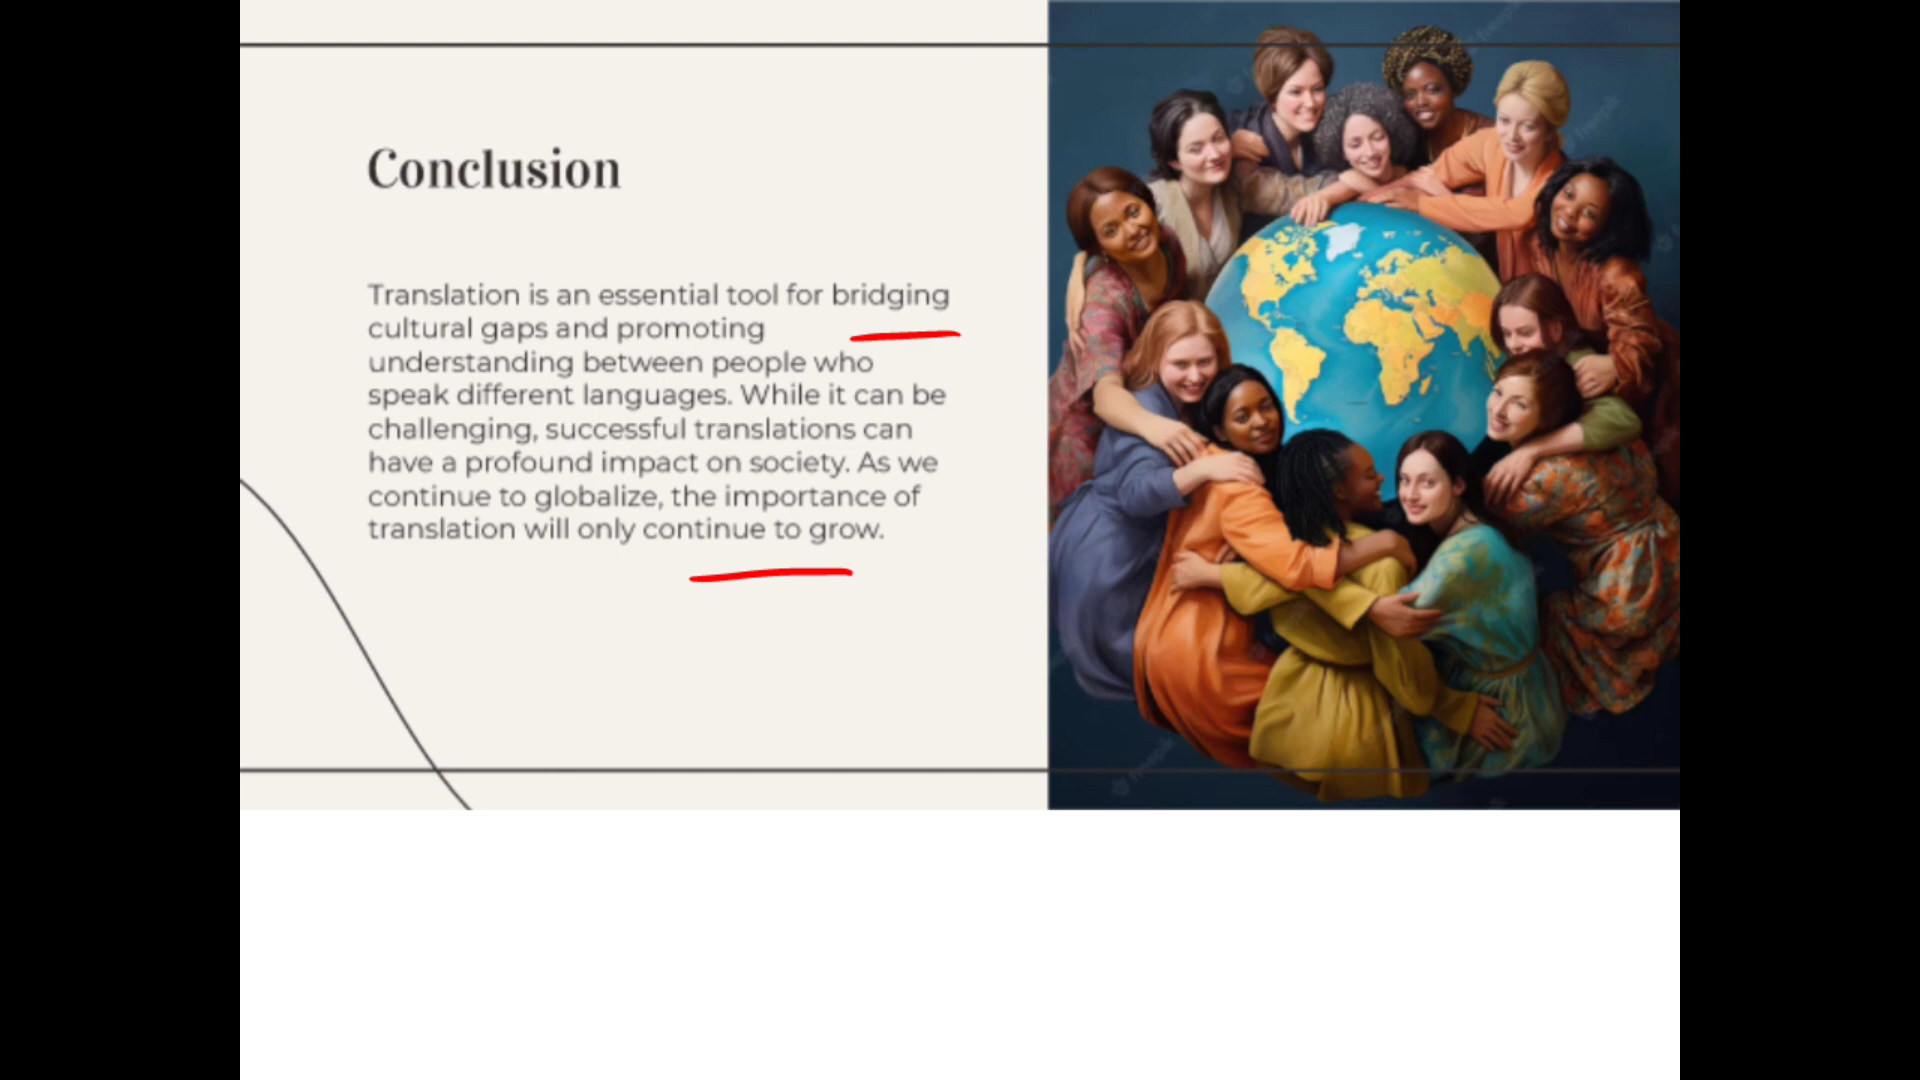 Conclusion
Translation is an essential tool for bridging
cultural gaps and promoting
understanding between people who
speak different languages. While it can be
challenging, successful translations can
have a profound impact on society. As we
continue to globalize, the importance of
translation will only continue to grow.